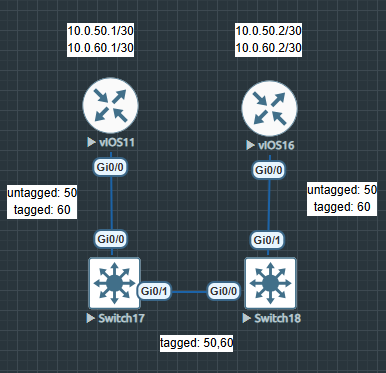 10.0.50.1/30
10.0.60.1/30
10.0.50.2/30
10.0.60.2/30
vIOS11
vIOS16
Gi0/0
Gi0/0
untagged: 50
tagged: 60
untagged: 50
tagged: 60
Gi0/0
Gi0/1
Gi0/1
Gi0/0
Switch17
Switch18
tagged: 50,60